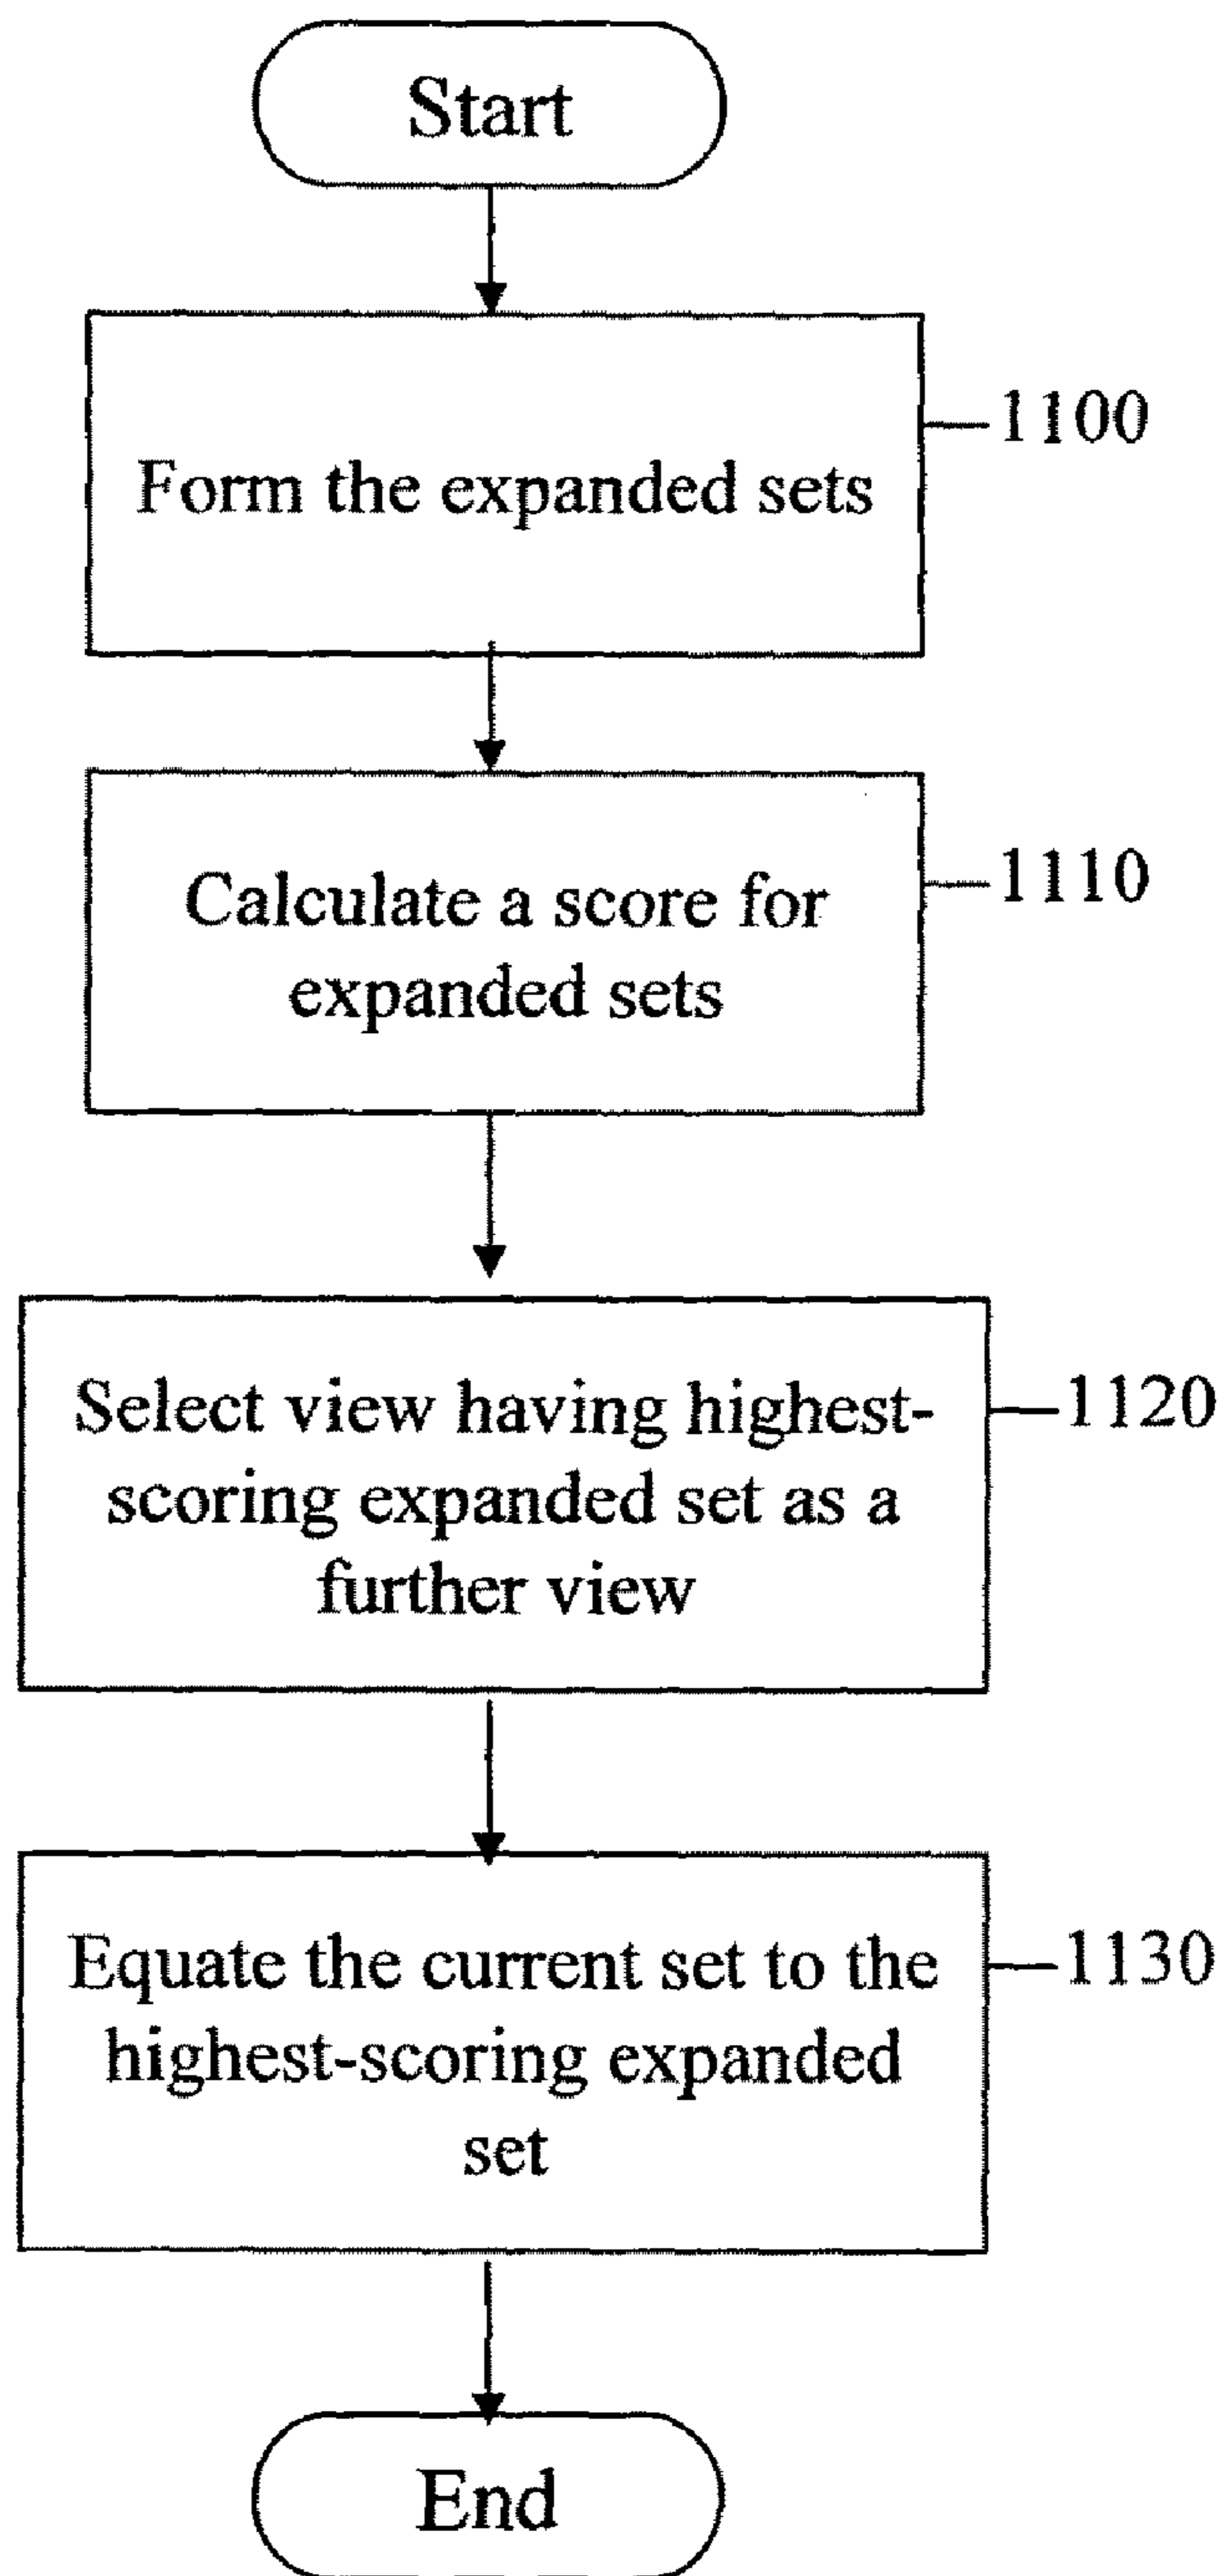 Start
Form the expanded sets
1100
Calculate a score for
expanded sets
1110
Select view having highest-
scoring expanded set as a
further view
1120
Equate the current set to the
highest-scoring expanded
set
1130
End